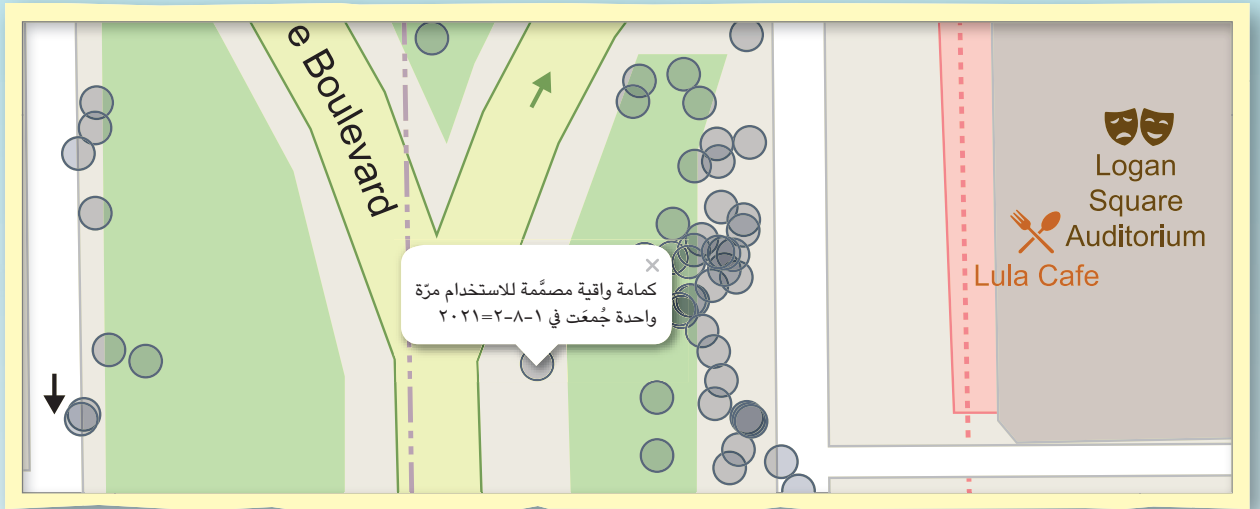 e Boulevard
Logan
Square
Auditorium
Lula Cafe
×
كمامة واقية مصمَّمة للاستخدام مرّة
واحدة جُمعَت في ١-٨-٢=٢٠٢١